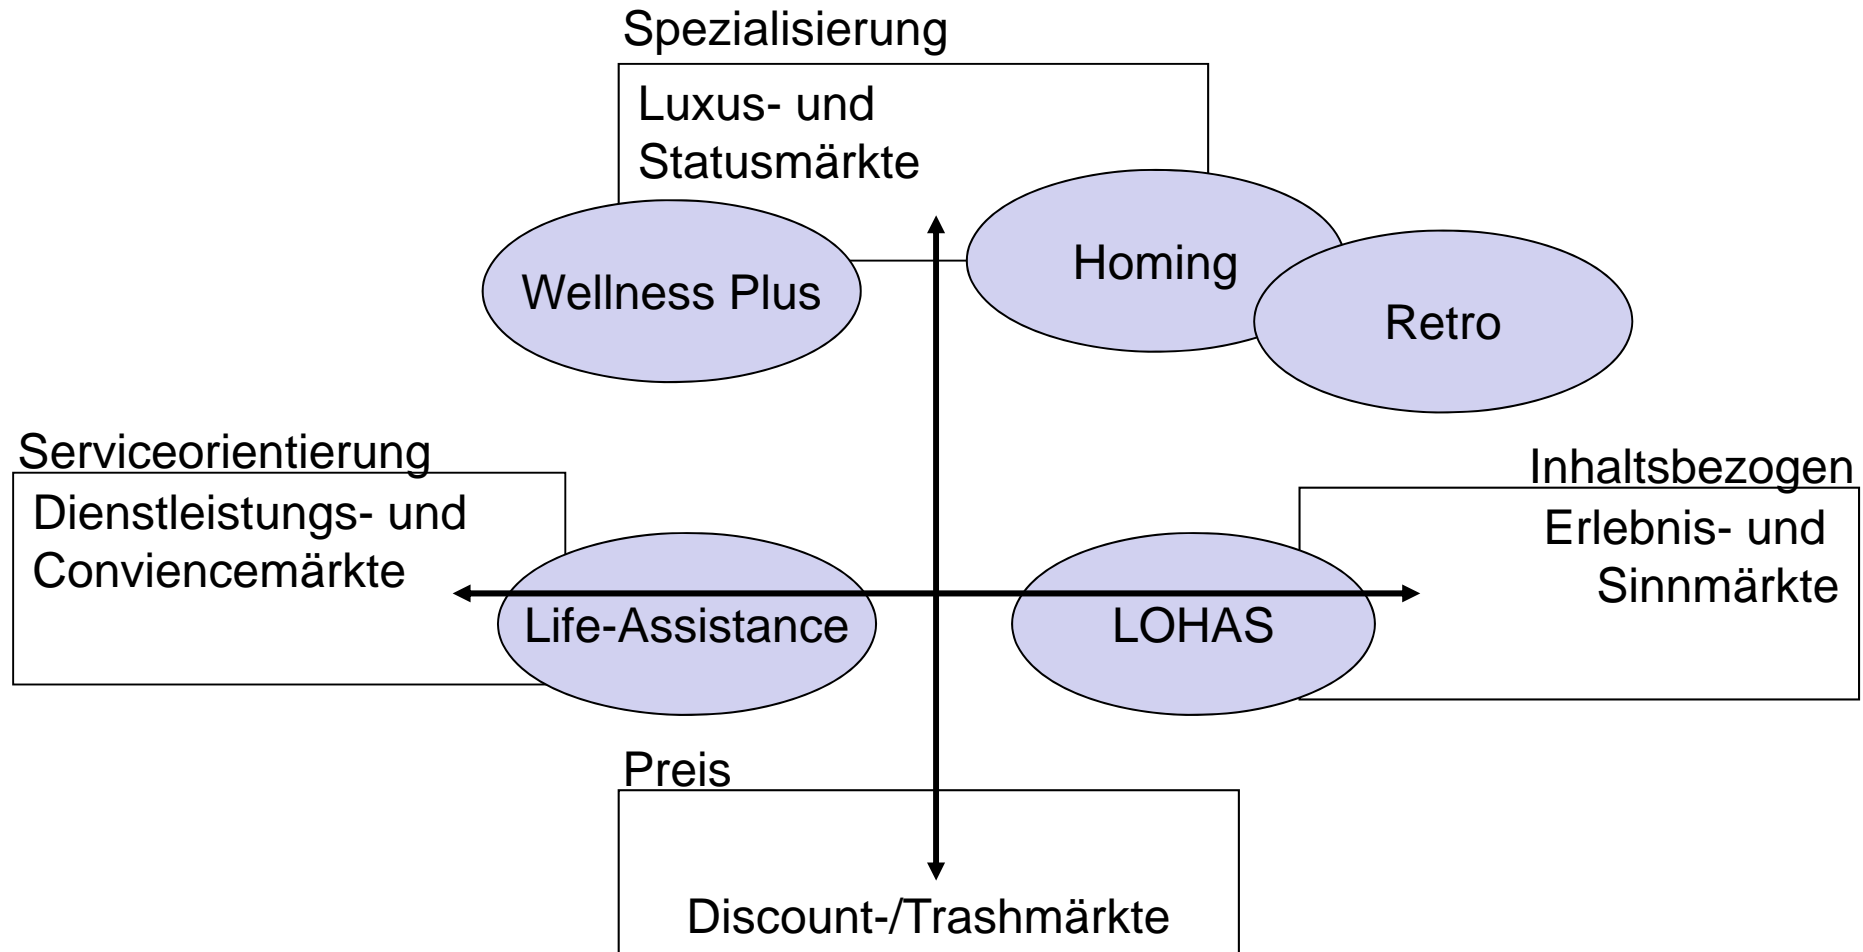 Spezialisierung
Luxus- und
Statusmärkte
Wellness Plus
Homing
Retro
Serviceorientierung
Dienstleistungs- und
Conviencemärkte
Inhaltsbezogen
Erlebnis- und
Sinnmärkte
Life-Assistance
LOHAS
Preis
Discount-/Trashmärkte